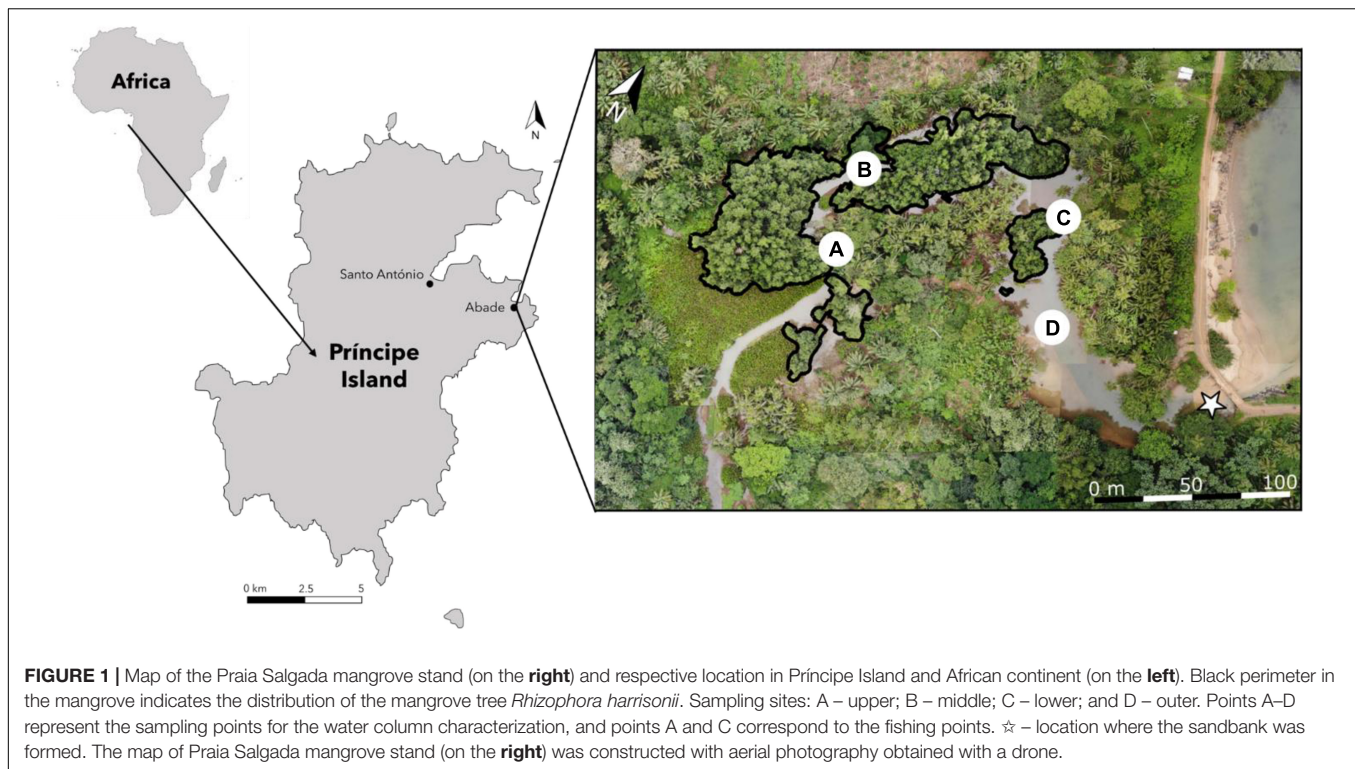 Africa
N
Santo António
Abade
Príncipe
Island
0 km 2.5 5
N
B
A
C
D
0 m 50 100
FIGURE 1 | Map of the Praia Salgada mangrove stand (on the right) and respective location in Príncipe Island and African continent (on the left). Black perimeter in
the mangrove indicates the distribution of the mangrove tree Rhizophora harrisonii. Sampling sites: A – upper; B – middle; C – lower; and D – outer. Points A–D
represent the sampling points for the water column characterization, and points A and C correspond to the fishing points. ☆ – location where the sandbank was
formed. The map of Praia Salgada mangrove stand (on the right) was constructed with aerial photography obtained with a drone.